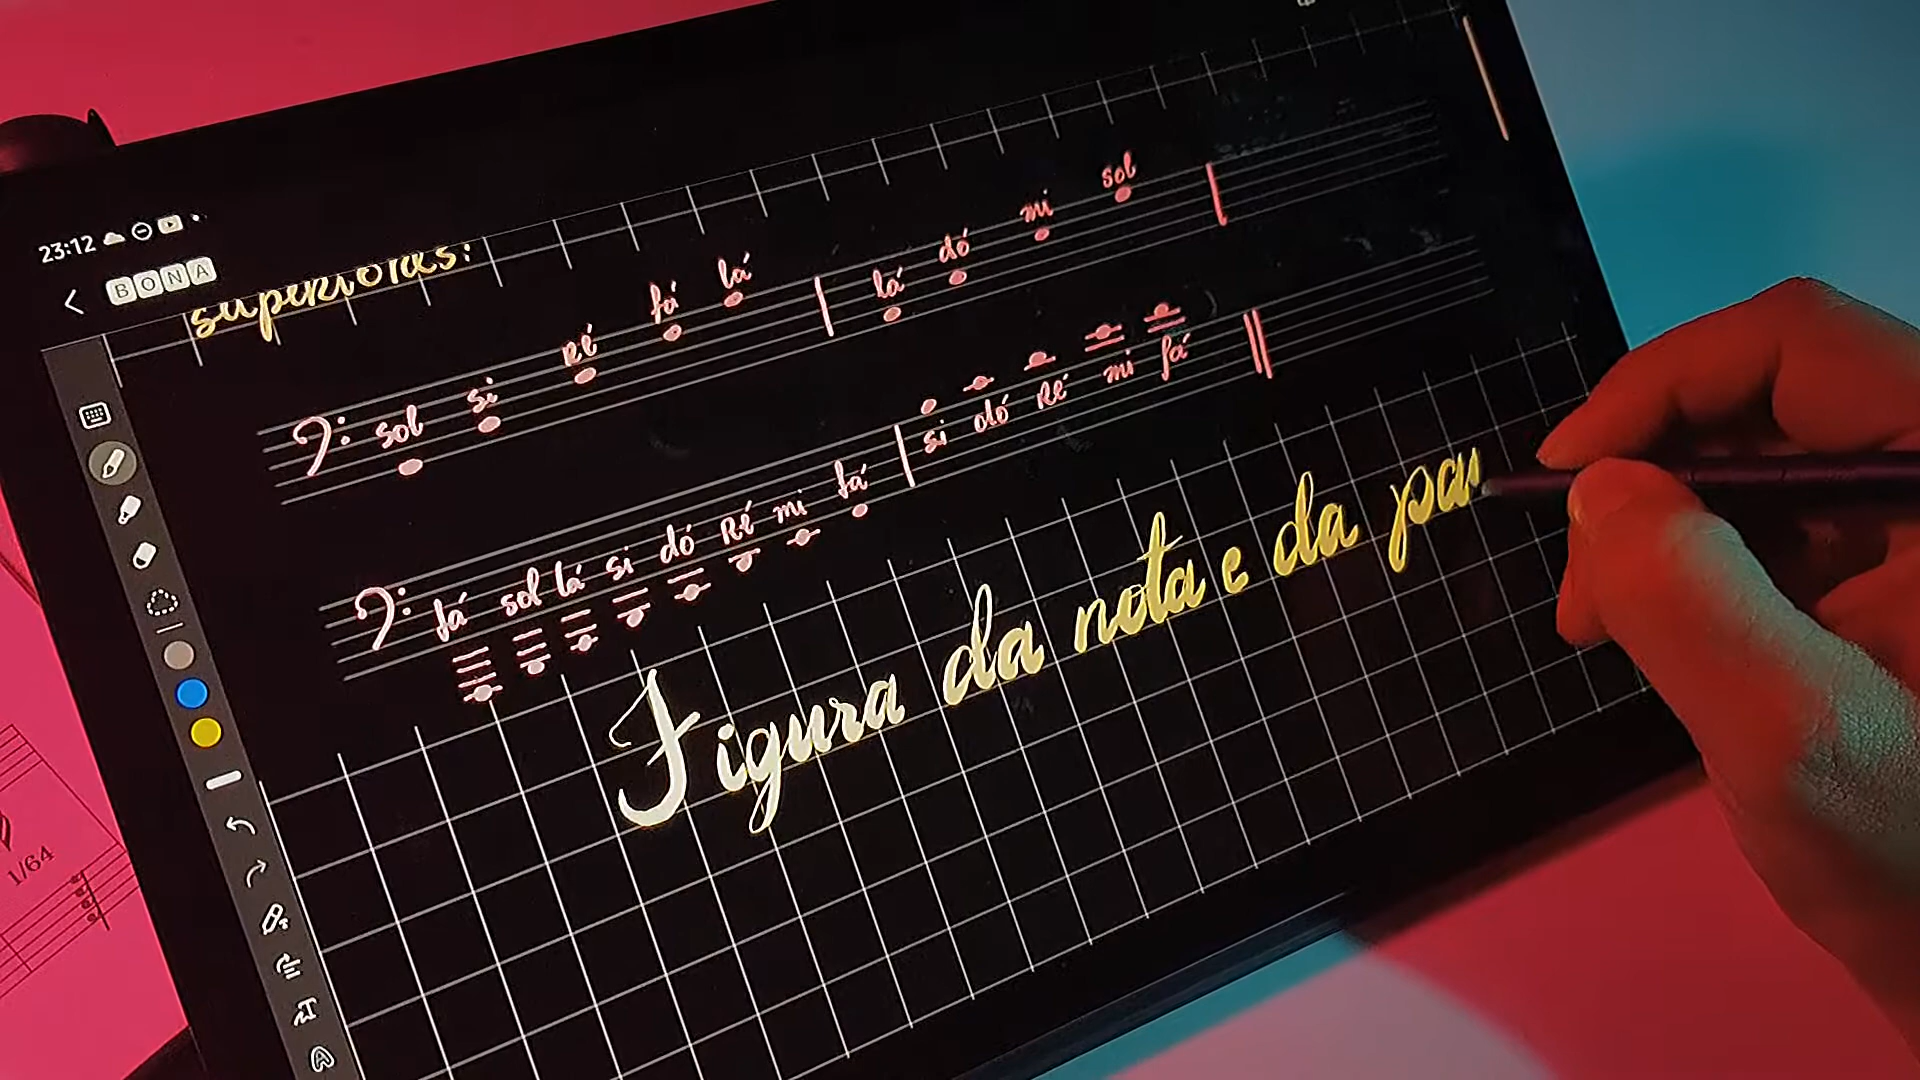 23:12
BONA
superiores:
sol si ré fá lá lá dó mi sol
fá sol lá si dó Ré mi fá si dó Ré mi fá
Figura da nota e da pau
1/64